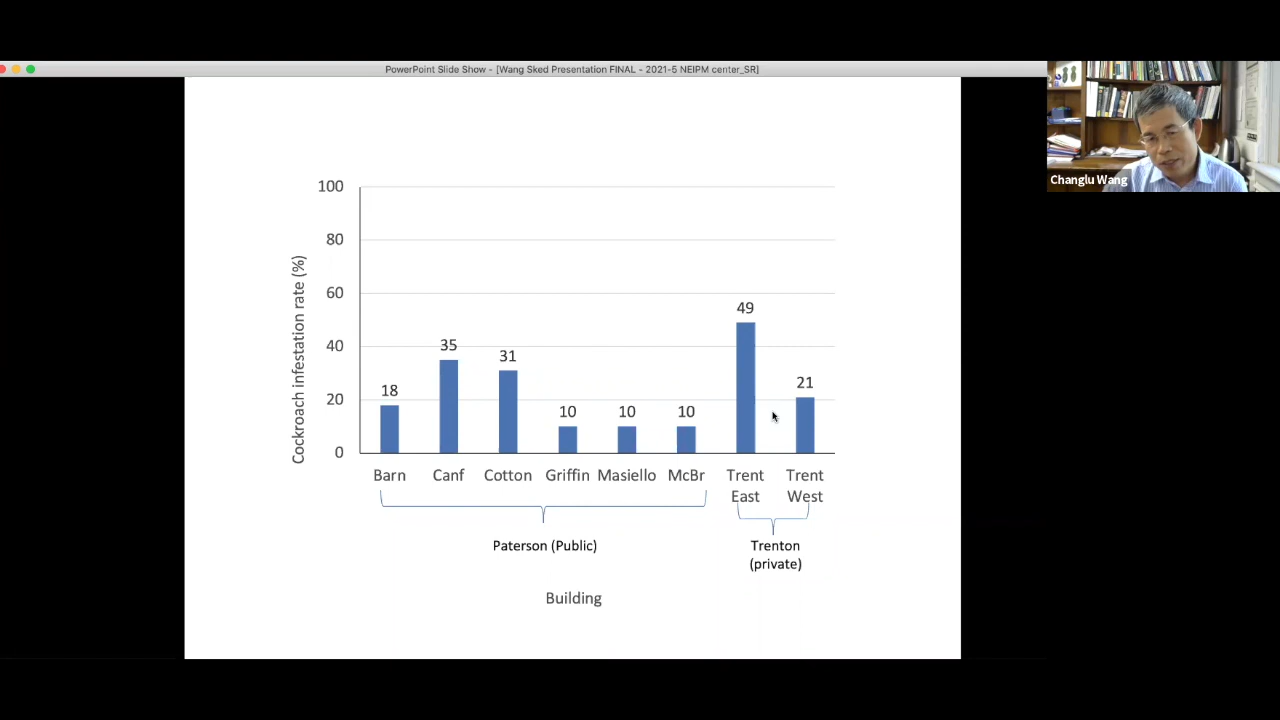 PowerPoint Slide Show - [Wang Sked Presentation FINAL - 2021-5 NEIPM center_SR]
Changlu Wang
Cockroach infestation rate (%)
100
80
60
40
20
0
18
35
31
10
10
10
49
21
Barn
Canf
Cotton
Griffin
Masiello
McBr
Trent East
Trent West
Paterson (Public)
Trenton
(private)
Building